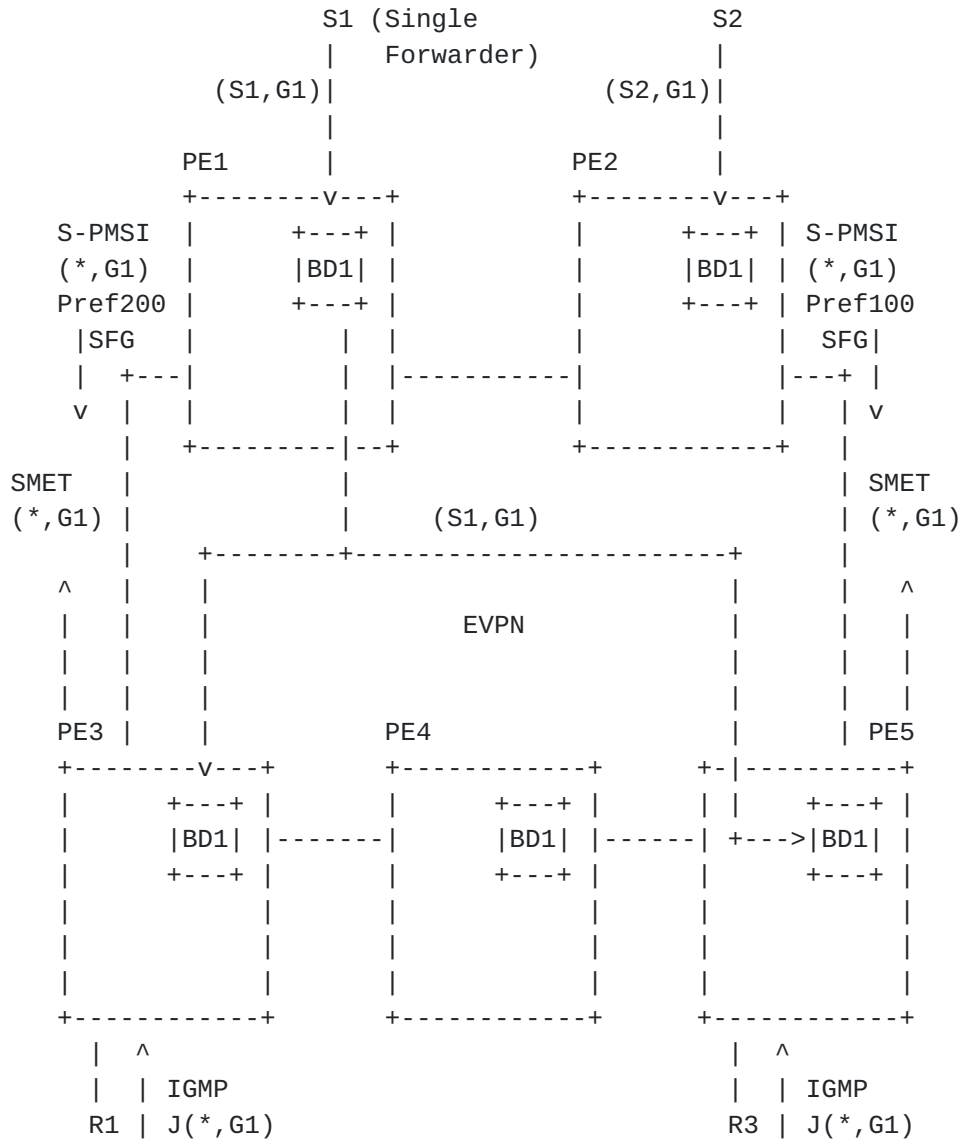 S1 (Single S2
Forwarder)
(S1,G1) (S2,G1)
PE1 PE2
S-PMSI S-PMSI
(*,G1) BD1 BD1 (*,G1)
Pref200 Pref100
SFG SFG
v v
SMET SMET
(*,G1) (S1,G1) (*,G1)
EVPN
PE3 PE4 PE5
BD1 BD1 BD1
IGMP IGMP
R1 J(*,G1) R3 J(*,G1)